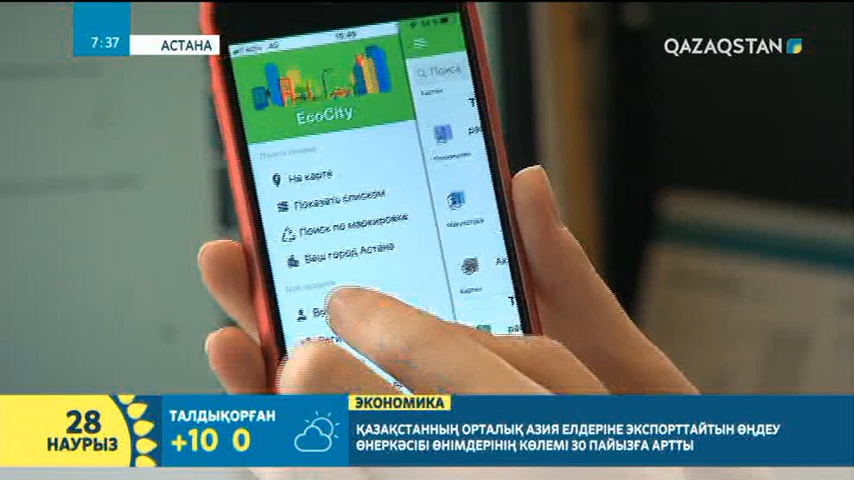 7:37
АСТАНА
QAZAQSTAN
EcoCity
Поиск
На карте
Показать списком
Поиск по маркировке
Ваш город Астана
28
НАУРЫЗ
ТАЛДЫҚОРҒАН
+10 0
ЭКОНОМИКА
ҚАЗАҚСТАННЫҢ ОРТАЛЫҚ АЗИЯ ЕЛДЕРІНЕ ЭКСПОРТТАЙТЫН ӨҢДЕУ
ӨНЕРКӘСІБІ ӨНІМДЕРІНІҢ КӨЛЕМІ 30 ПАЙЫЗҒА АРТТЫ